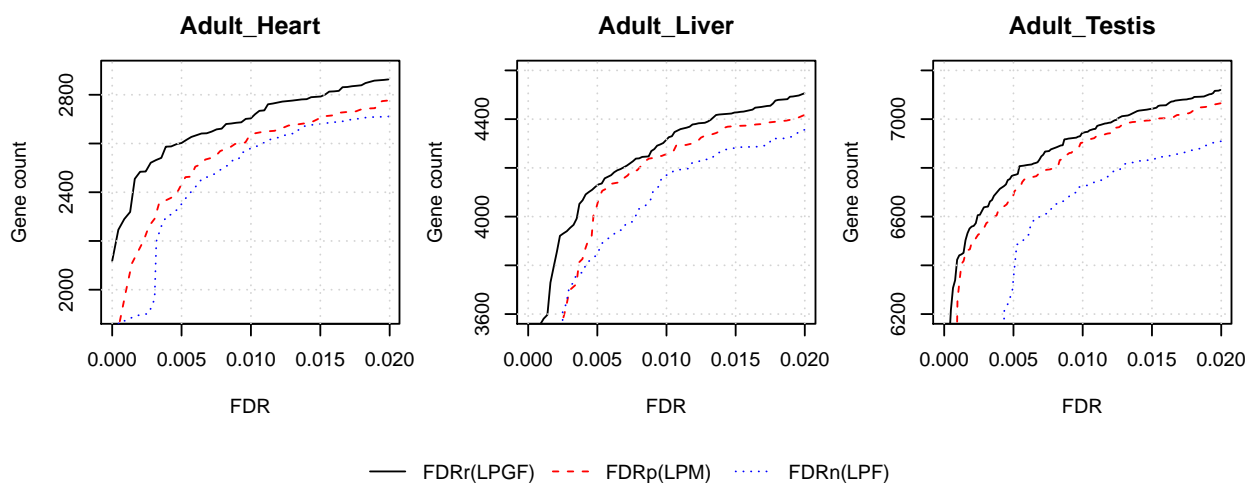 Adult_Heart
Adult_Liver
Adult_Testis
Gene count
2000
2400
2800
0.000
0.005
0.010
0.015
0.020
FDR
Gene count
3600
4000
4400
0.000
0.005
0.010
0.015
0.020
FDR
Gene count
6200
6600
7000
0.000
0.005
0.010
0.015
0.020
FDR
FDRr(LPGF) FDRp(LPM) FDRn(LPF)